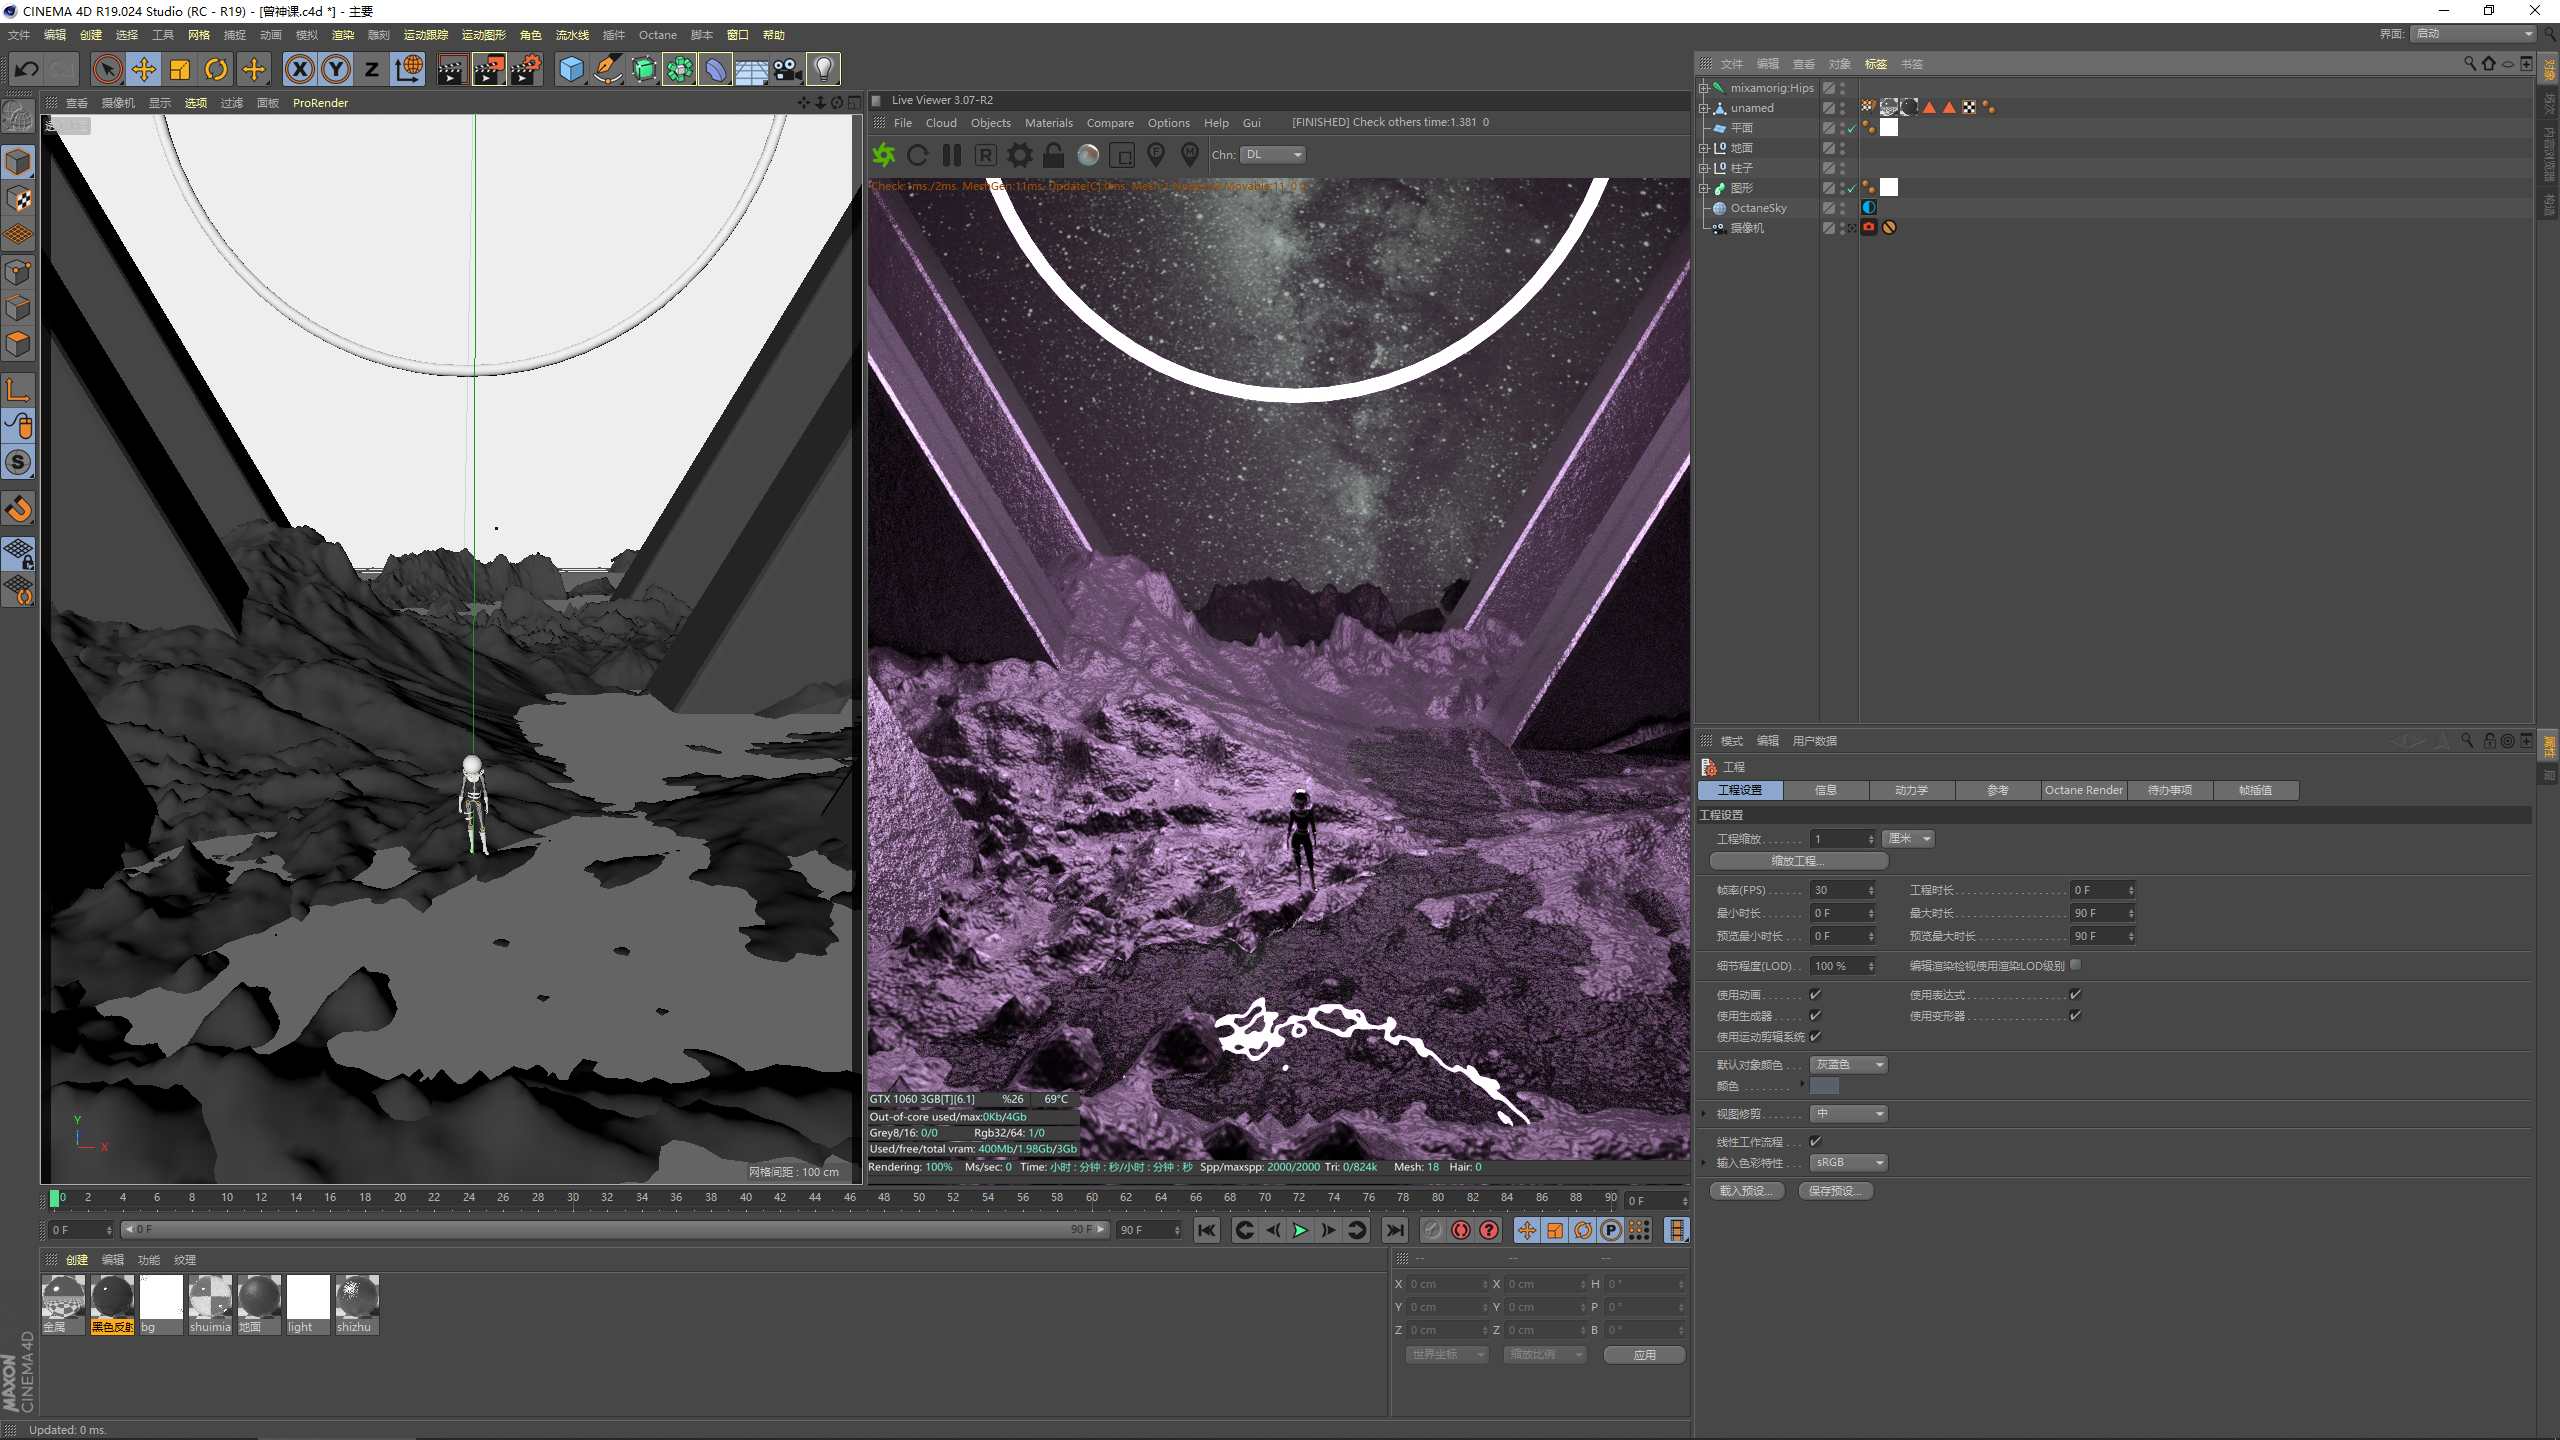 CINEMA 4D R19.024 Studio (RC - R19) - [曾神课.c4d *] - 主要
文件 编辑 创建 选择 工具 网格 捕捉 动画 模拟 渲染 雕刻 运动跟踪 运动图形 角色 流水线 插件 Octane 脚本 窗口 帮助
界面: 启动
查看 摄像机 显示 选项 过滤 面板 ProRender
Live Viewer 3.07-R2
File Cloud Objects Materials Compare Options Help Gui [FINISHED] Check others time:1.381 0
Chn: DL
网格间距 : 100 cm
Y
X
GTX 1060 3GB[T][6.1] %26 69°C
Out-of-core used/max:0Kb/4Gb
Grey8/16: 0/0 Rgb32/64: 1/0
Used/free/total vram: 400Mb/1.98Gb/3Gb
Rendering: 100% Ms/sec: 0 Time: 小时 : 分钟 : 秒/小时 : 分钟 : 秒 Spp/maxspp: 2000/2000 Tri: 0/824k Mesh: 18 Hair: 0
0 2 4 6 8 10 12 14 16 18 20 22 24 26 28 30 32 34 36 38 40 42 44 46 48 50 52 54 56 58 60 62 64 66 68 70 72 74 76 78 80 82 84 86 88 90 0 F
0 F 0 F 90 F 90 F
创建 编辑 功能 纹理
金属 黑色反射 bg shuimia 地面 light shizhu
-- -- --
X 0 cm X 0 cm H 0 °
Y 0 cm Y 0 cm P 0 °
Z 0 cm Z 0 cm B 0 °
世界坐标 缩放比例 应用
MAXON
CINEMA 4D
Updated: 0 ms.
文件 编辑 查看 对象 标签 书签
mixamorig:Hips
unamed
平面
地面
柱子
图形
OctaneSky
摄像机
对象
场次
内容浏览器
构造
模式 编辑 用户数据
属性
层
工程
工程设置 信息 动力学 参考 Octane Render 待办事项 帧插值
工程设置
工程缩放 1 厘米
缩放工程...
帧率(FPS) 30 工程时长 0 F
最小时长 0 F 最大时长 90 F
预览最小时长 0 F 预览最大时长 90 F
细节程度(LOD) 100 % 编辑渲染检视使用渲染LOD级别
使用动画 使用表达式
使用生成器 使用变形器
使用运动剪辑系统
默认对象颜色 灰蓝色
颜色
视图修剪 中
线性工作流程
输入色彩特性 sRGB
载入预设... 保存预设...